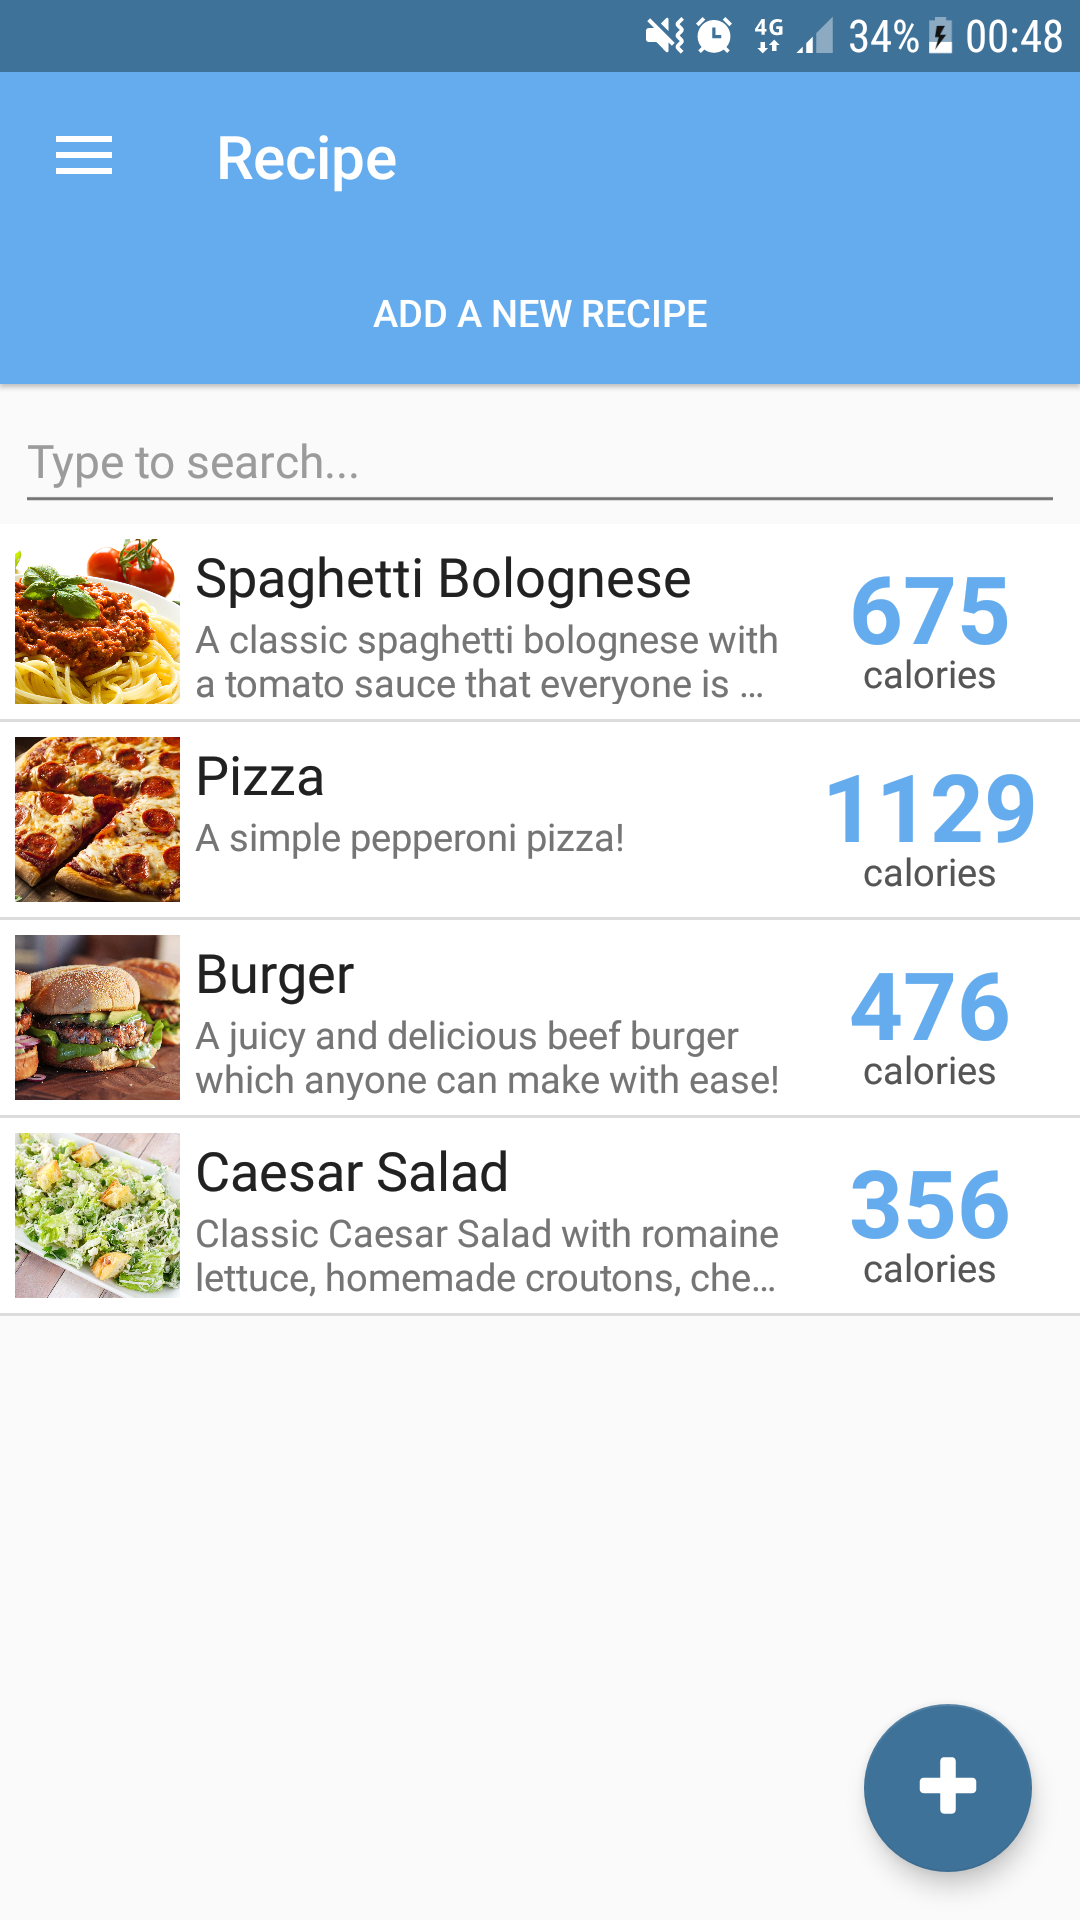 4G 34% 00:48
Recipe
ADD A NEW RECIPE
Type to search...
Spaghetti Bolognese
A classic spaghetti bolognese with
a tomato sauce that everyone is ...
675
calories
Pizza
A simple pepperoni pizza!
1129
calories
Burger
A juicy and delicious beef burger
which anyone can make with ease!
476
calories
Caesar Salad
Classic Caesar Salad with romaine
lettuce, homemade croutons, che...
356
calories